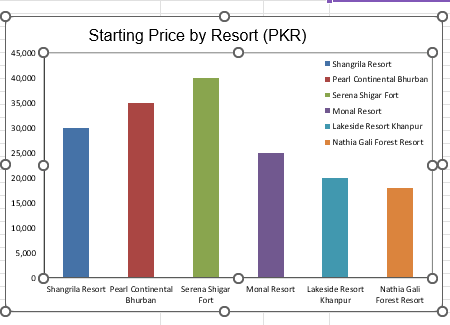 Starting Price by Resort (PKR)
45,000
40,000
35,000
30,000
25,000
20,000
15,000
10,000
5,000
0
Shangrila Resort
Pearl Continental Bhurban
Serena Shigar Fort
Monal Resort
Lakeside Resort Khanpur
Nathia Gali Forest Resort
Shangrila Resort Pearl Continental Serena Shigar Monal Resort Lakeside Resort Nathia Gali
Bhurban Fort Khanpur Forest Resort